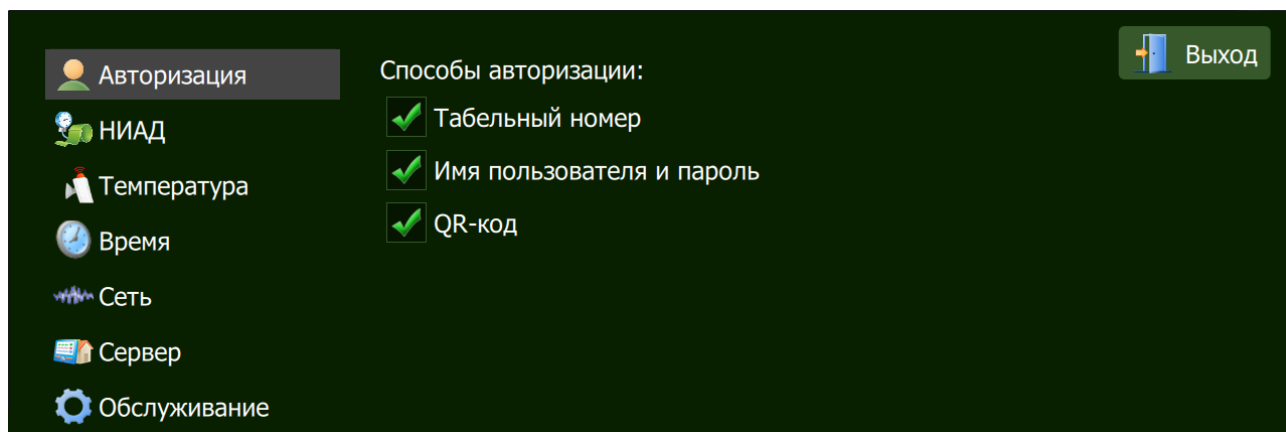 Авторизация
НИАД
Температура
Время
Сеть
Сервер
Обслуживание
Способы авторизации:
Табельный номер
Имя пользователя и пароль
QR-код
Выход